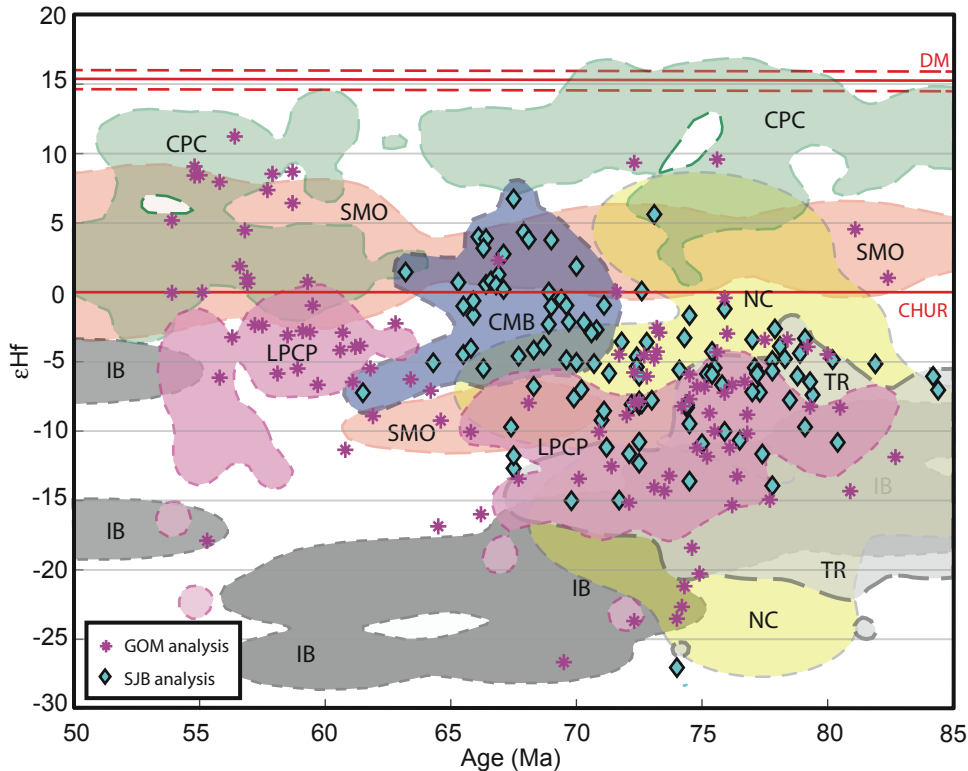 20
15
10
5
0
-5
-10
-15
-20
-25
-30
εHf
DM
CPC
CPC
SMO
SMO
CHUR
NC
CMB
LPCP
IB
TR
SMO
LPCP
IB
IB
TR
IB
NC
IB
GOM analysis
SJB analysis
50 55 60 65 70 75 80 85
Age (Ma)